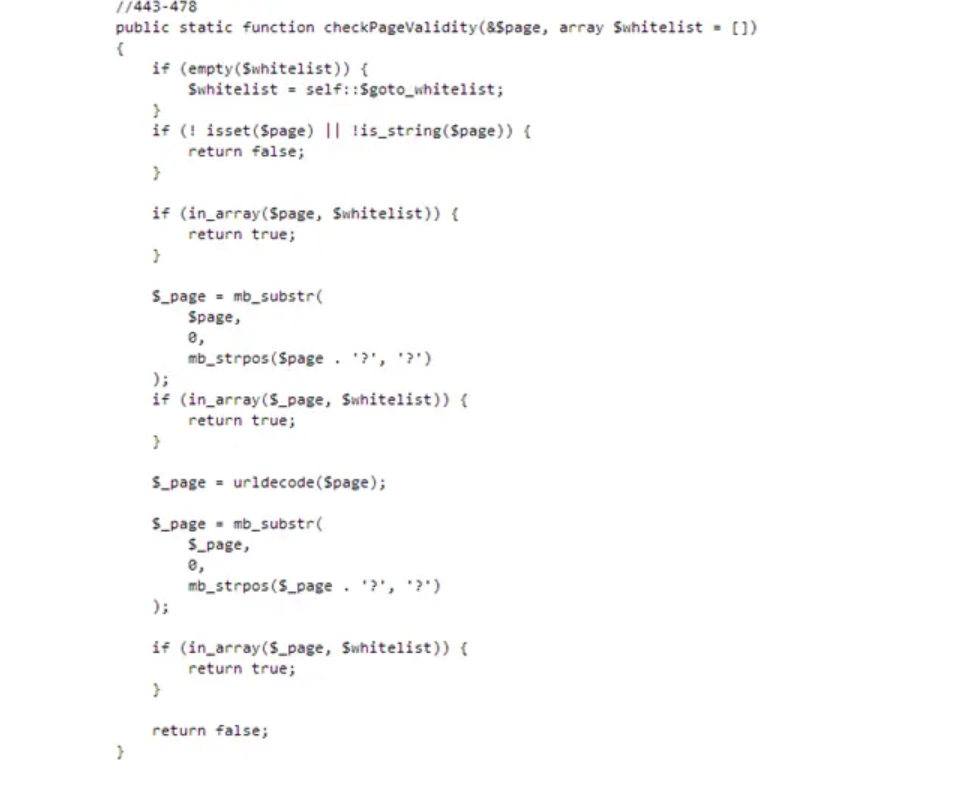 //443-478
public static function checkPageValidity(&$page, array $whitelist = [])
{
if (empty($whitelist)) {
$whitelist = self::$goto_whitelist;
}
if (! isset($page) || !is_string($page)) {
return false;
}
if (in_array($page, $whitelist)) {
return true;
}
$_page = mb_substr(
$page,
0,
mb_strpos($page . '?', '?')
);
if (in_array($_page, $whitelist)) {
return true;
}
$_page = urldecode($page);
$_page = mb_substr(
$_page,
0,
mb_strpos($_page . '?', '?')
);
if (in_array($_page, $whitelist)) {
return true;
}
return false;
}